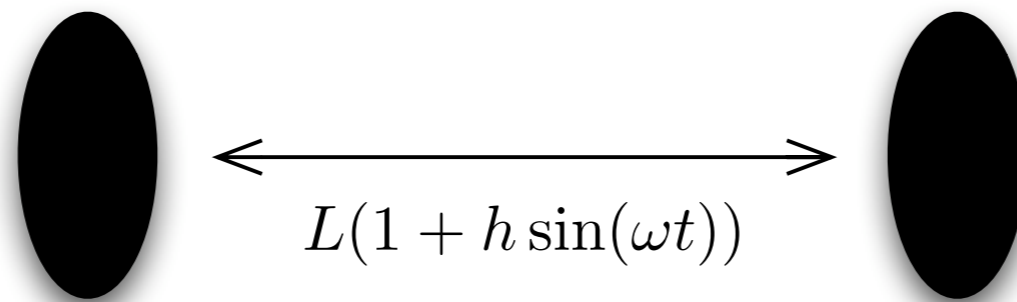 L(1 + h sin(ωt))